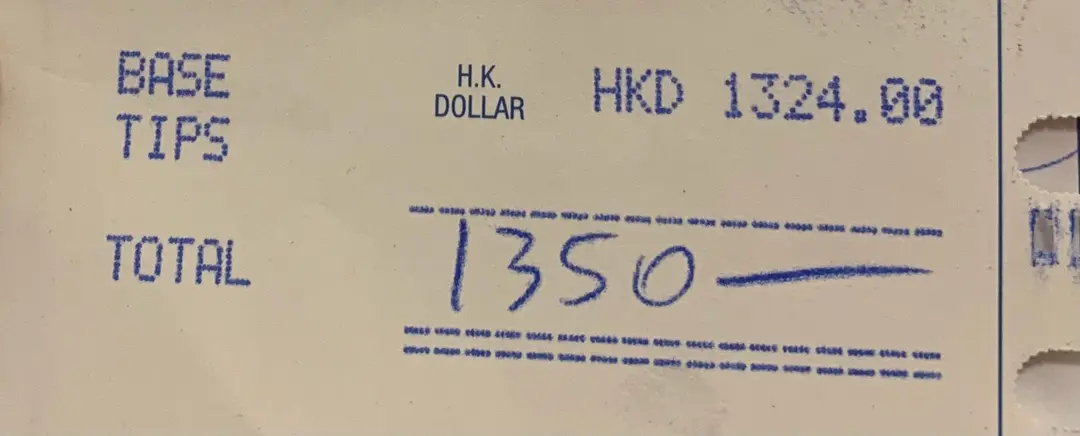 BASE H.K. DOLLAR HKD 1324.00
TIPS
TOTAL 1350—